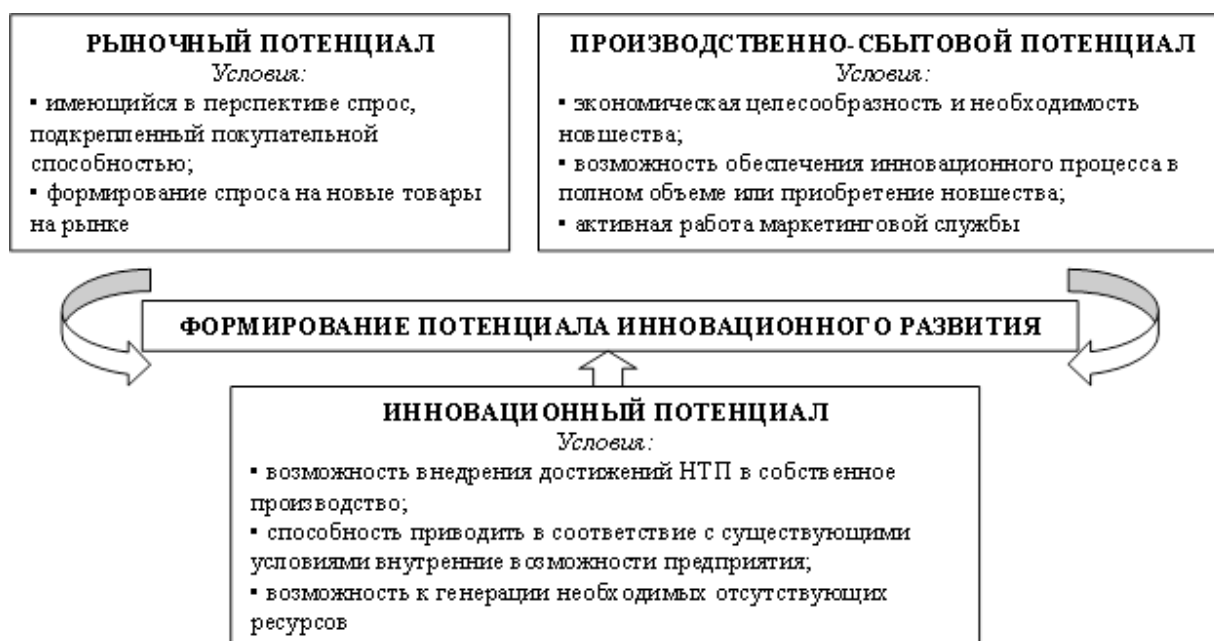 РЫНОЧНЫЙ ПОТЕНЦИАЛ
Условия:
▪ имеющийся в перспективе спрос,
подкрепленный покупательной
способностью;
▪ формирование спроса на новые товары
на рынке
ПРОИЗВОДСТВЕННО-СБЫТОВОЙ ПОТЕНЦИАЛ
Условия:
▪ экономическая целесообразность и необходимость
новшества;
▪ возможность обеспечения инновационного процесса в
полном объеме или приобретение новшества;
▪ активная работа маркетинговой службы
ФОРМИРОВАНИЕ ПОТЕНЦИАЛА ИННОВАЦИОННОГО РАЗВИТИЯ
ИННОВАЦИОННЫЙ ПОТЕНЦИАЛ
Условия:
▪ возможность внедрения достижений НТП в собственное
производство;
▪ способность приводить в соответствие с существующими
условиями внутренние возможности предприятия;
▪ возможность к генерации необходимых отсутствующих
ресурсов